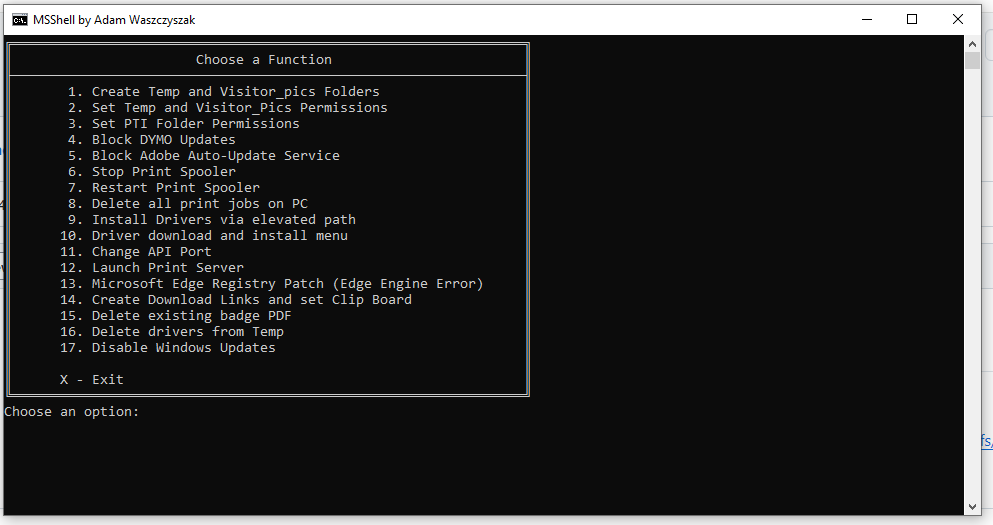 MSShell by Adam Waszczyszak
Choose a Function
1. Create Temp and Visitor_pics Folders
2. Set Temp and Visitor_Pics Permissions
3. Set PTI Folder Permissions
4. Block DYMO Updates
5. Block Adobe Auto-Update Service
6. Stop Print Spooler
7. Restart Print Spooler
8. Delete all print jobs on PC
9. Install Drivers via elevated path
10. Driver download and install menu
11. Change API Port
12. Launch Print Server
13. Microsoft Edge Registry Patch (Edge Engine Error)
14. Create Download Links and set Clip Board
15. Delete existing badge PDF
16. Delete drivers from Temp
17. Disable Windows Updates
X - Exit
Choose an option: